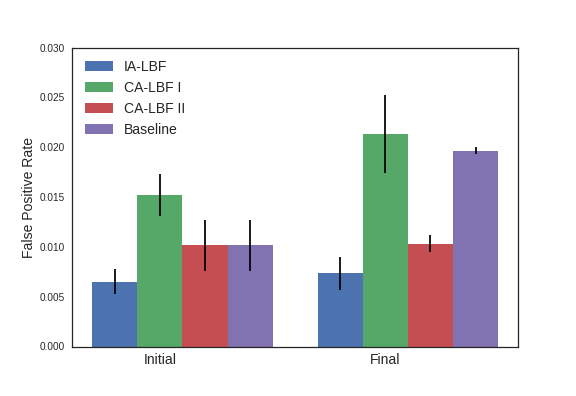 0.030
0.025
0.020
0.015
0.010
0.005
0.000
False Positive Rate
IA-LBF
CA-LBF I
CA-LBF II
Baseline
Initial
Final